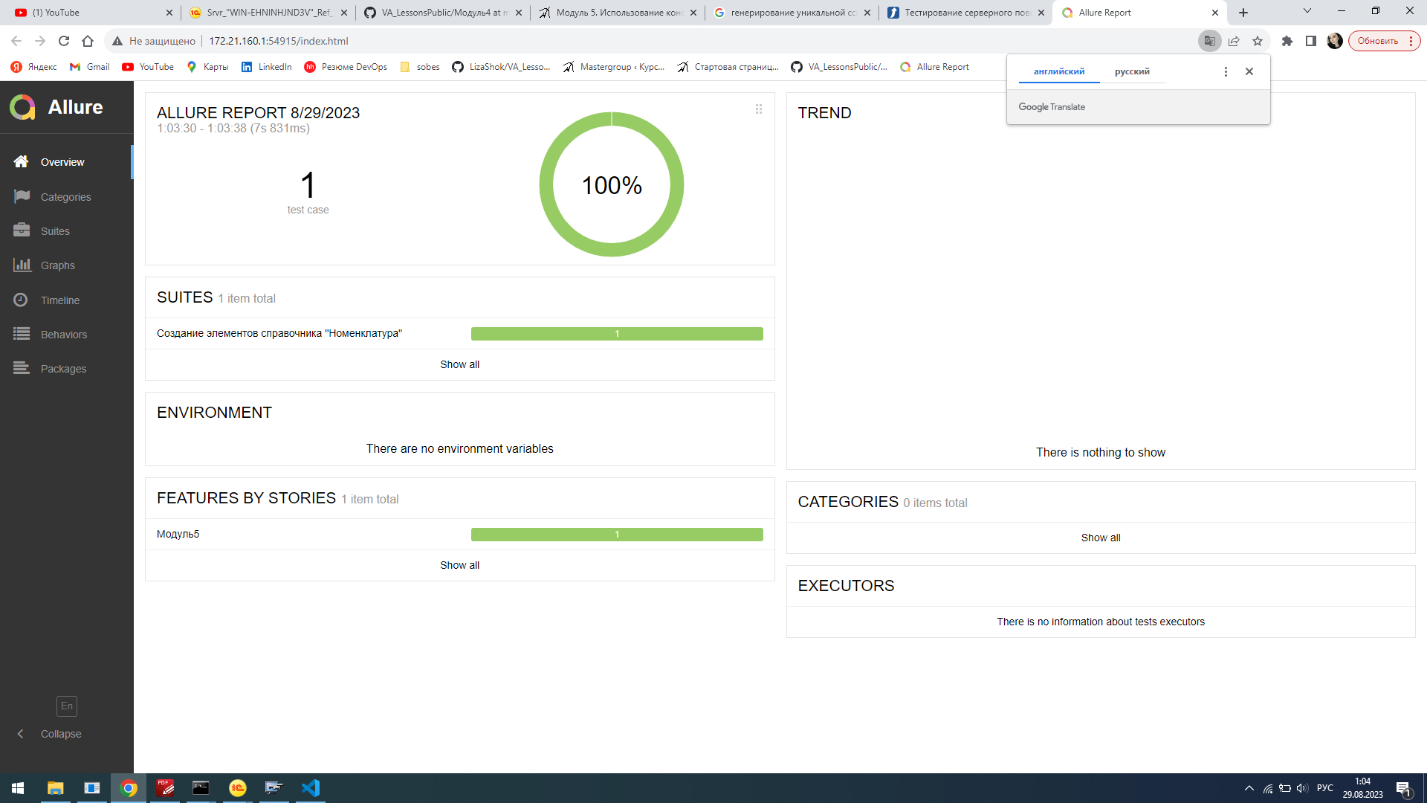 (1) YouTube
Srvr_"WIN-EHNINHJND3V"_Ref_
VA_LessonsPublic/Модуль4 at m
Модуль 5. Использование кон
генерирование уникальной сс
Тестирование серверного пов
Allure Report
Не защищено
172.21.160.1:54915/index.html
Обновить
Яндекс
Gmail
YouTube
Карты
LinkedIn
Резюме DevOps
sobes
LizaShok/VA_Lesso...
Mastergroup ‹ Курс...
Стартовая страниц...
VA_LessonsPublic/...
Allure Report
английский
русский
Google Translate
Allure
Overview
Categories
Suites
Graphs
Timeline
Behaviors
Packages
En
Collapse
ALLURE REPORT 8/29/2023
1:03:30 - 1:03:38 (7s 831ms)
1
test case
100%
SUITES 1 item total
Создание элементов справочника "Номенклатура"
1
Show all
ENVIRONMENT
There are no environment variables
FEATURES BY STORIES 1 item total
Модуль5
1
Show all
TREND
There is nothing to show
CATEGORIES 0 items total
Show all
EXECUTORS
There is no information about tests executors
PDF
1С
РУС
1:04
29.08.2023
1